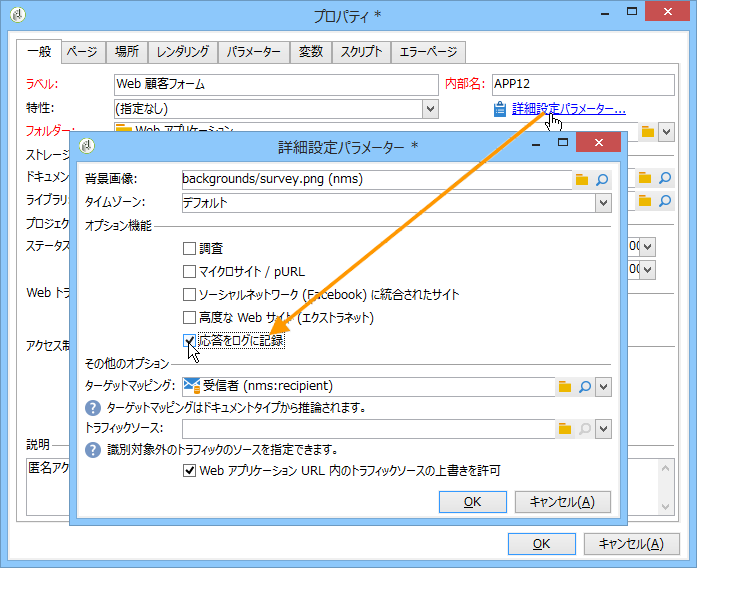 プロパティ *
一般 ページ 場所 レンダリング パラメーター 変数 スクリプト エラーページ
ラベル: Web 顧客フォーム 内部名: APP12
特性: (指定なし) 詳細設定パラメーター...
フォルダー: Web アプリケーション
詳細設定パラメーター *
ストレージ
背景画像: backgrounds/survey.png (nms)
ドキュメン
タイムゾーン: デフォルト
ライブラリ
オプション機能
プロジェク
調査
ステータス
マイクロサイト / pURL
Web トラ
ソーシャルネットワーク (Facebook) に統合されたサイト
高度な Web サイト (エクストラネット)
応答をログに記録
アクセス制
その他のオプション
ターゲットマッピング: 受信者 (nms:recipient)
ターゲットマッピングはドキュメントタイプから推論されます。
トラフィックソース:
説明
識別対象外のトラフィックのソースを指定できます。
匿名アク
Web アプリケーション URL 内のトラフィックソースの上書きを許可
OK キャンセル(A)
OK キャンセル(A)